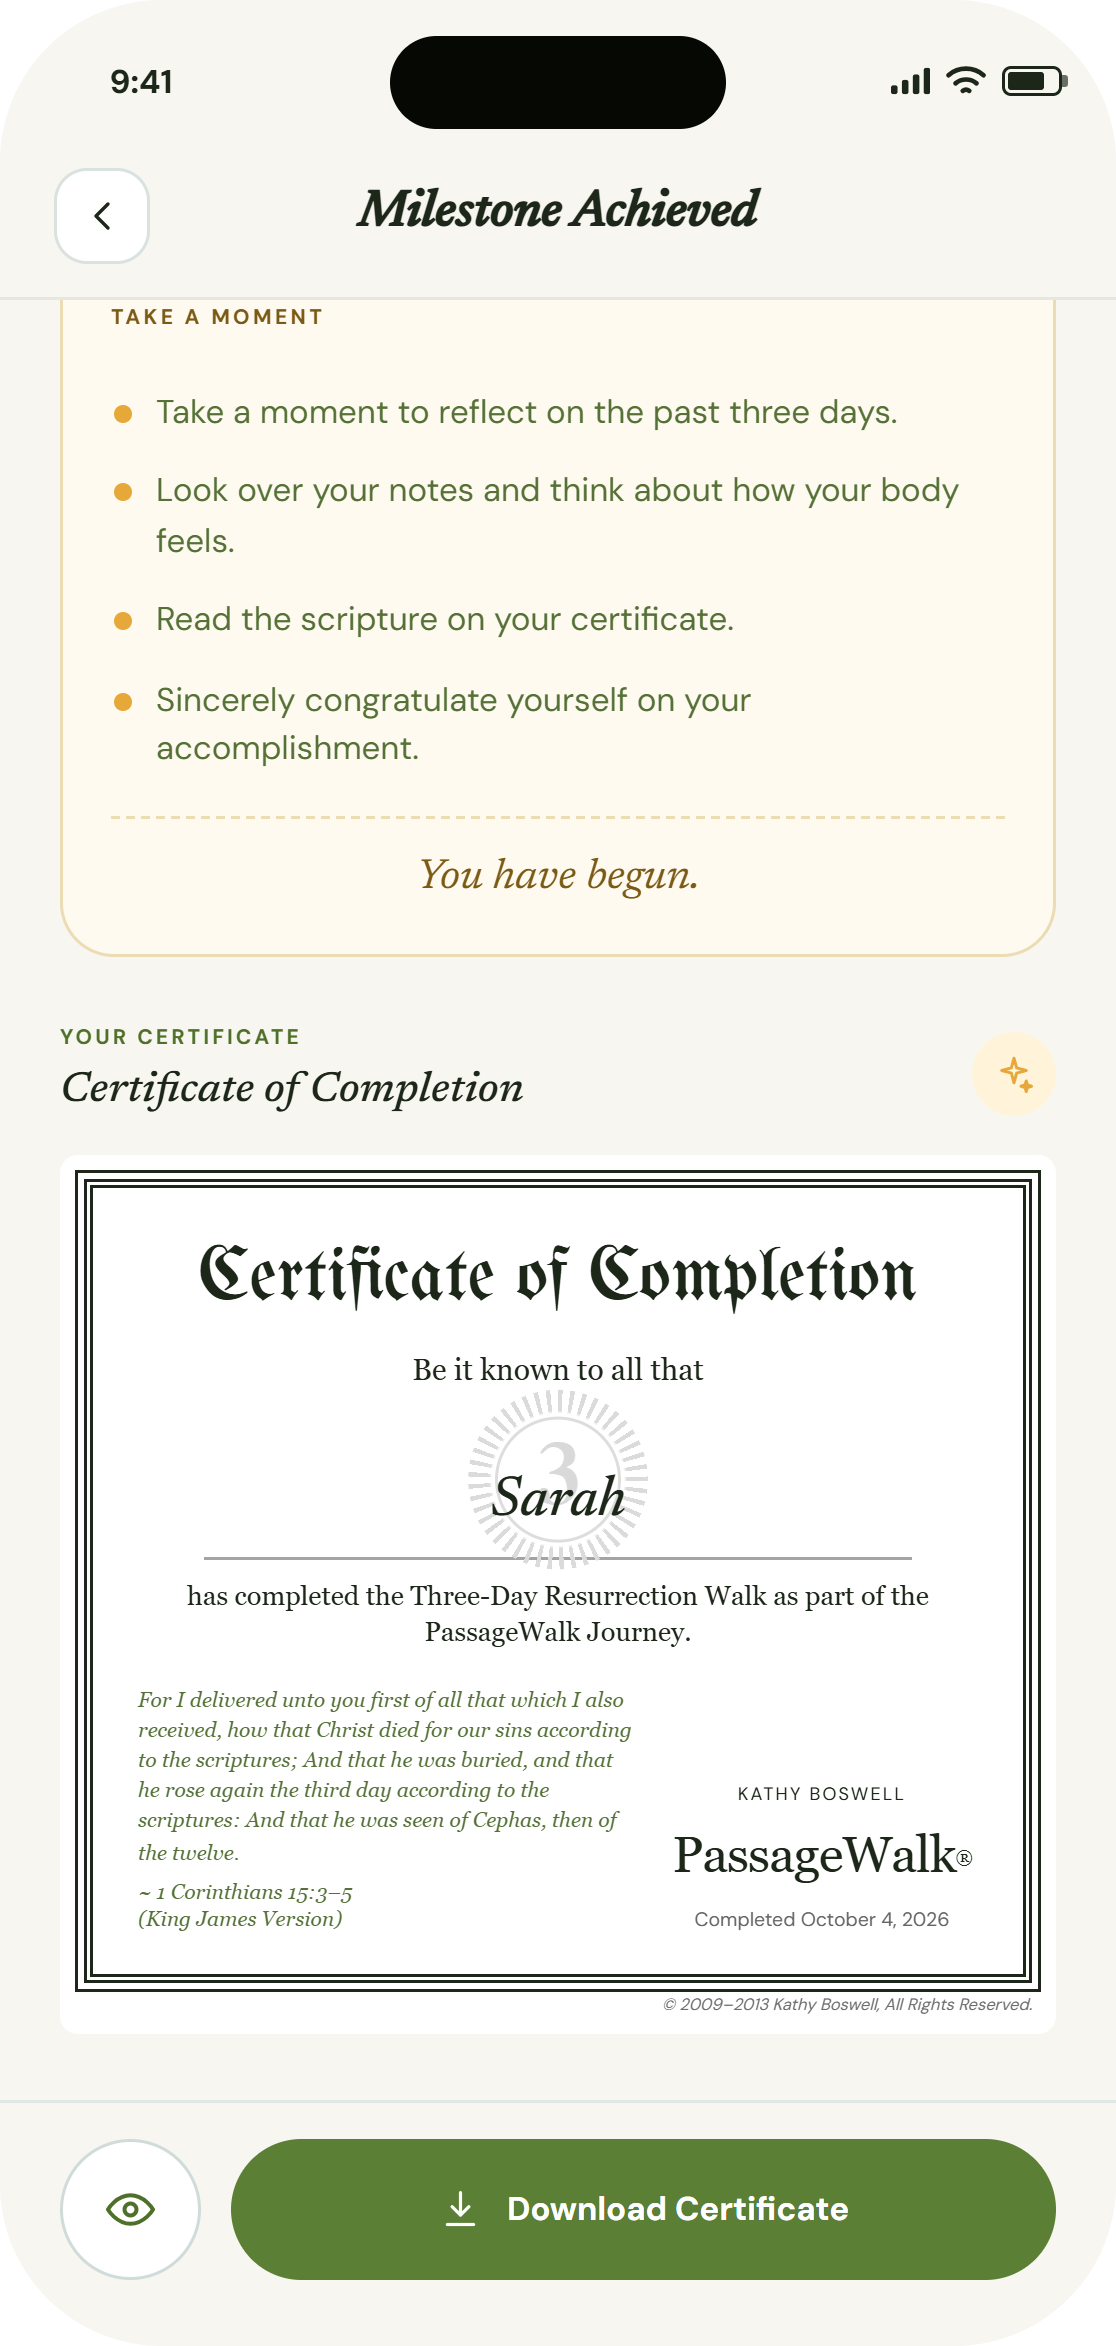 9:41
Milestone Achieved
TAKE A MOMENT
Take a moment to reflect on the past three days.
Look over your notes and think about how your body
feels.
Read the scripture on your certificate.
Sincerely congratulate yourself on your
accomplishment.
You have begun.
YOUR CERTIFICATE
Certificate of Completion
Certificate of Completion
Be it known to all that
3
Sarah
has completed the Three-Day Resurrection Walk as part of the
PassageWalk Journey.
For I delivered unto you first of all that which I also
received, how that Christ died for our sins according
to the scriptures; And that he was buried, and that
he rose again the third day according to the
scriptures: And that he was seen of Cephas, then of
the twelve.
~ 1 Corinthians 15:3–5
(King James Version)
KATHY BOSWELL
PassageWalk®
Completed October 4, 2026
© 2009–2013 Kathy Boswell, All Rights Reserved.
Download Certificate